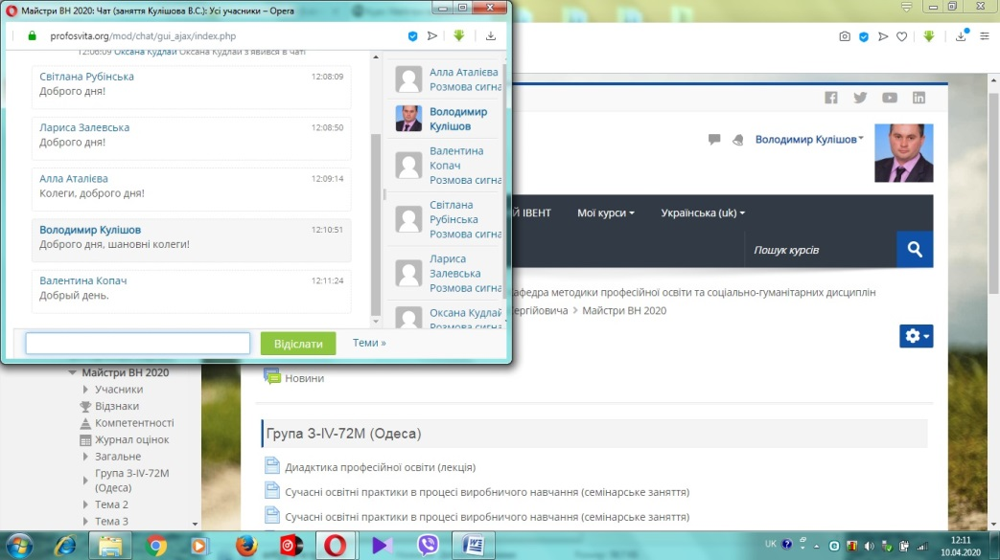 Майстри ВН 2020: Чат (заняття Кулішова В.С.): Усі учасники – Opera
profosvita.org/mod/chat/gui_ajax/index.php
12:06:09 Оксана Кудлай Оксана Кудлай з'явився в чаті
Світлана Рубінська 12:08:09
Доброго дня!
Лариса Залевська 12:08:50
Доброго дня!
Алла Аталієва 12:09:14
Колеги, доброго дня!
Володимир Кулішов 12:10:51
Доброго дня, шановні колеги!
Валентина Копач 12:11:24
Добрый день.
Відіслати
Теми »
Алла Аталієва
Розмова сигна
Володимир
Кулішов
Валентина
Копач
Розмова сигна
Світлана
Рубінська
Розмова сигна
Лариса
Залевська
Розмова сигна
Оксана Кудлай
Розмова сигна
Володимир Кулішов
Й ІВЕНТ Мої курси Українська (uk)
Пошук курсів
афедра методики професійної освіти та соціально-гуманітарних дисциплін
ергійовича > Майстри ВН 2020
Майстри ВН 2020
Учасники
Відзнаки
Компетентності
Журнал оцінок
Загальне
Група 3-IV-72М
(Одеса)
Тема 2
Тема 3
Новини
Група 3-IV-72М (Одеса)
Диадктика професійної освіти (лекція)
Сучасні освітні практики в процесі виробничого навчання (семінарське заняття)
Сучасні освітні практики в процесі виробничого навчання (семінарське заняття)
UK
12:11
10.04.2020